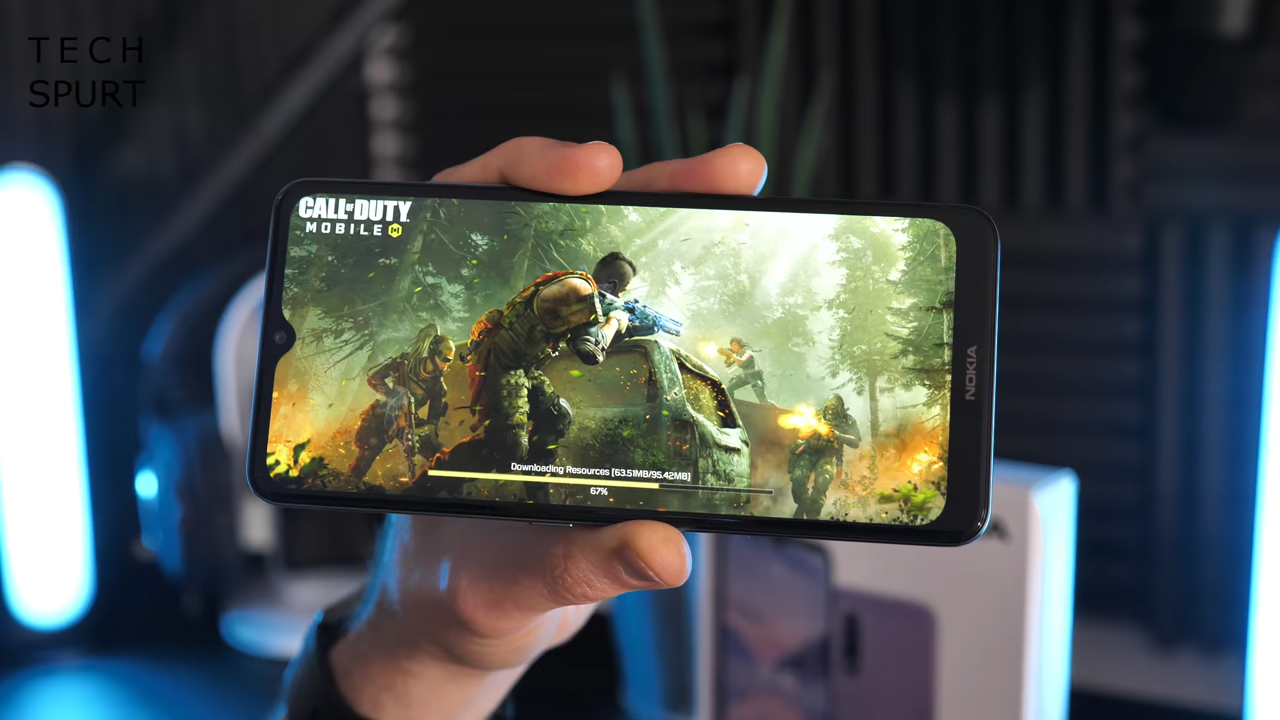 TECH
SPURT
CALL OF DUTY
MOBILE
NOKIA
Downloading Resources [63.51MB/95.42MB]
67%